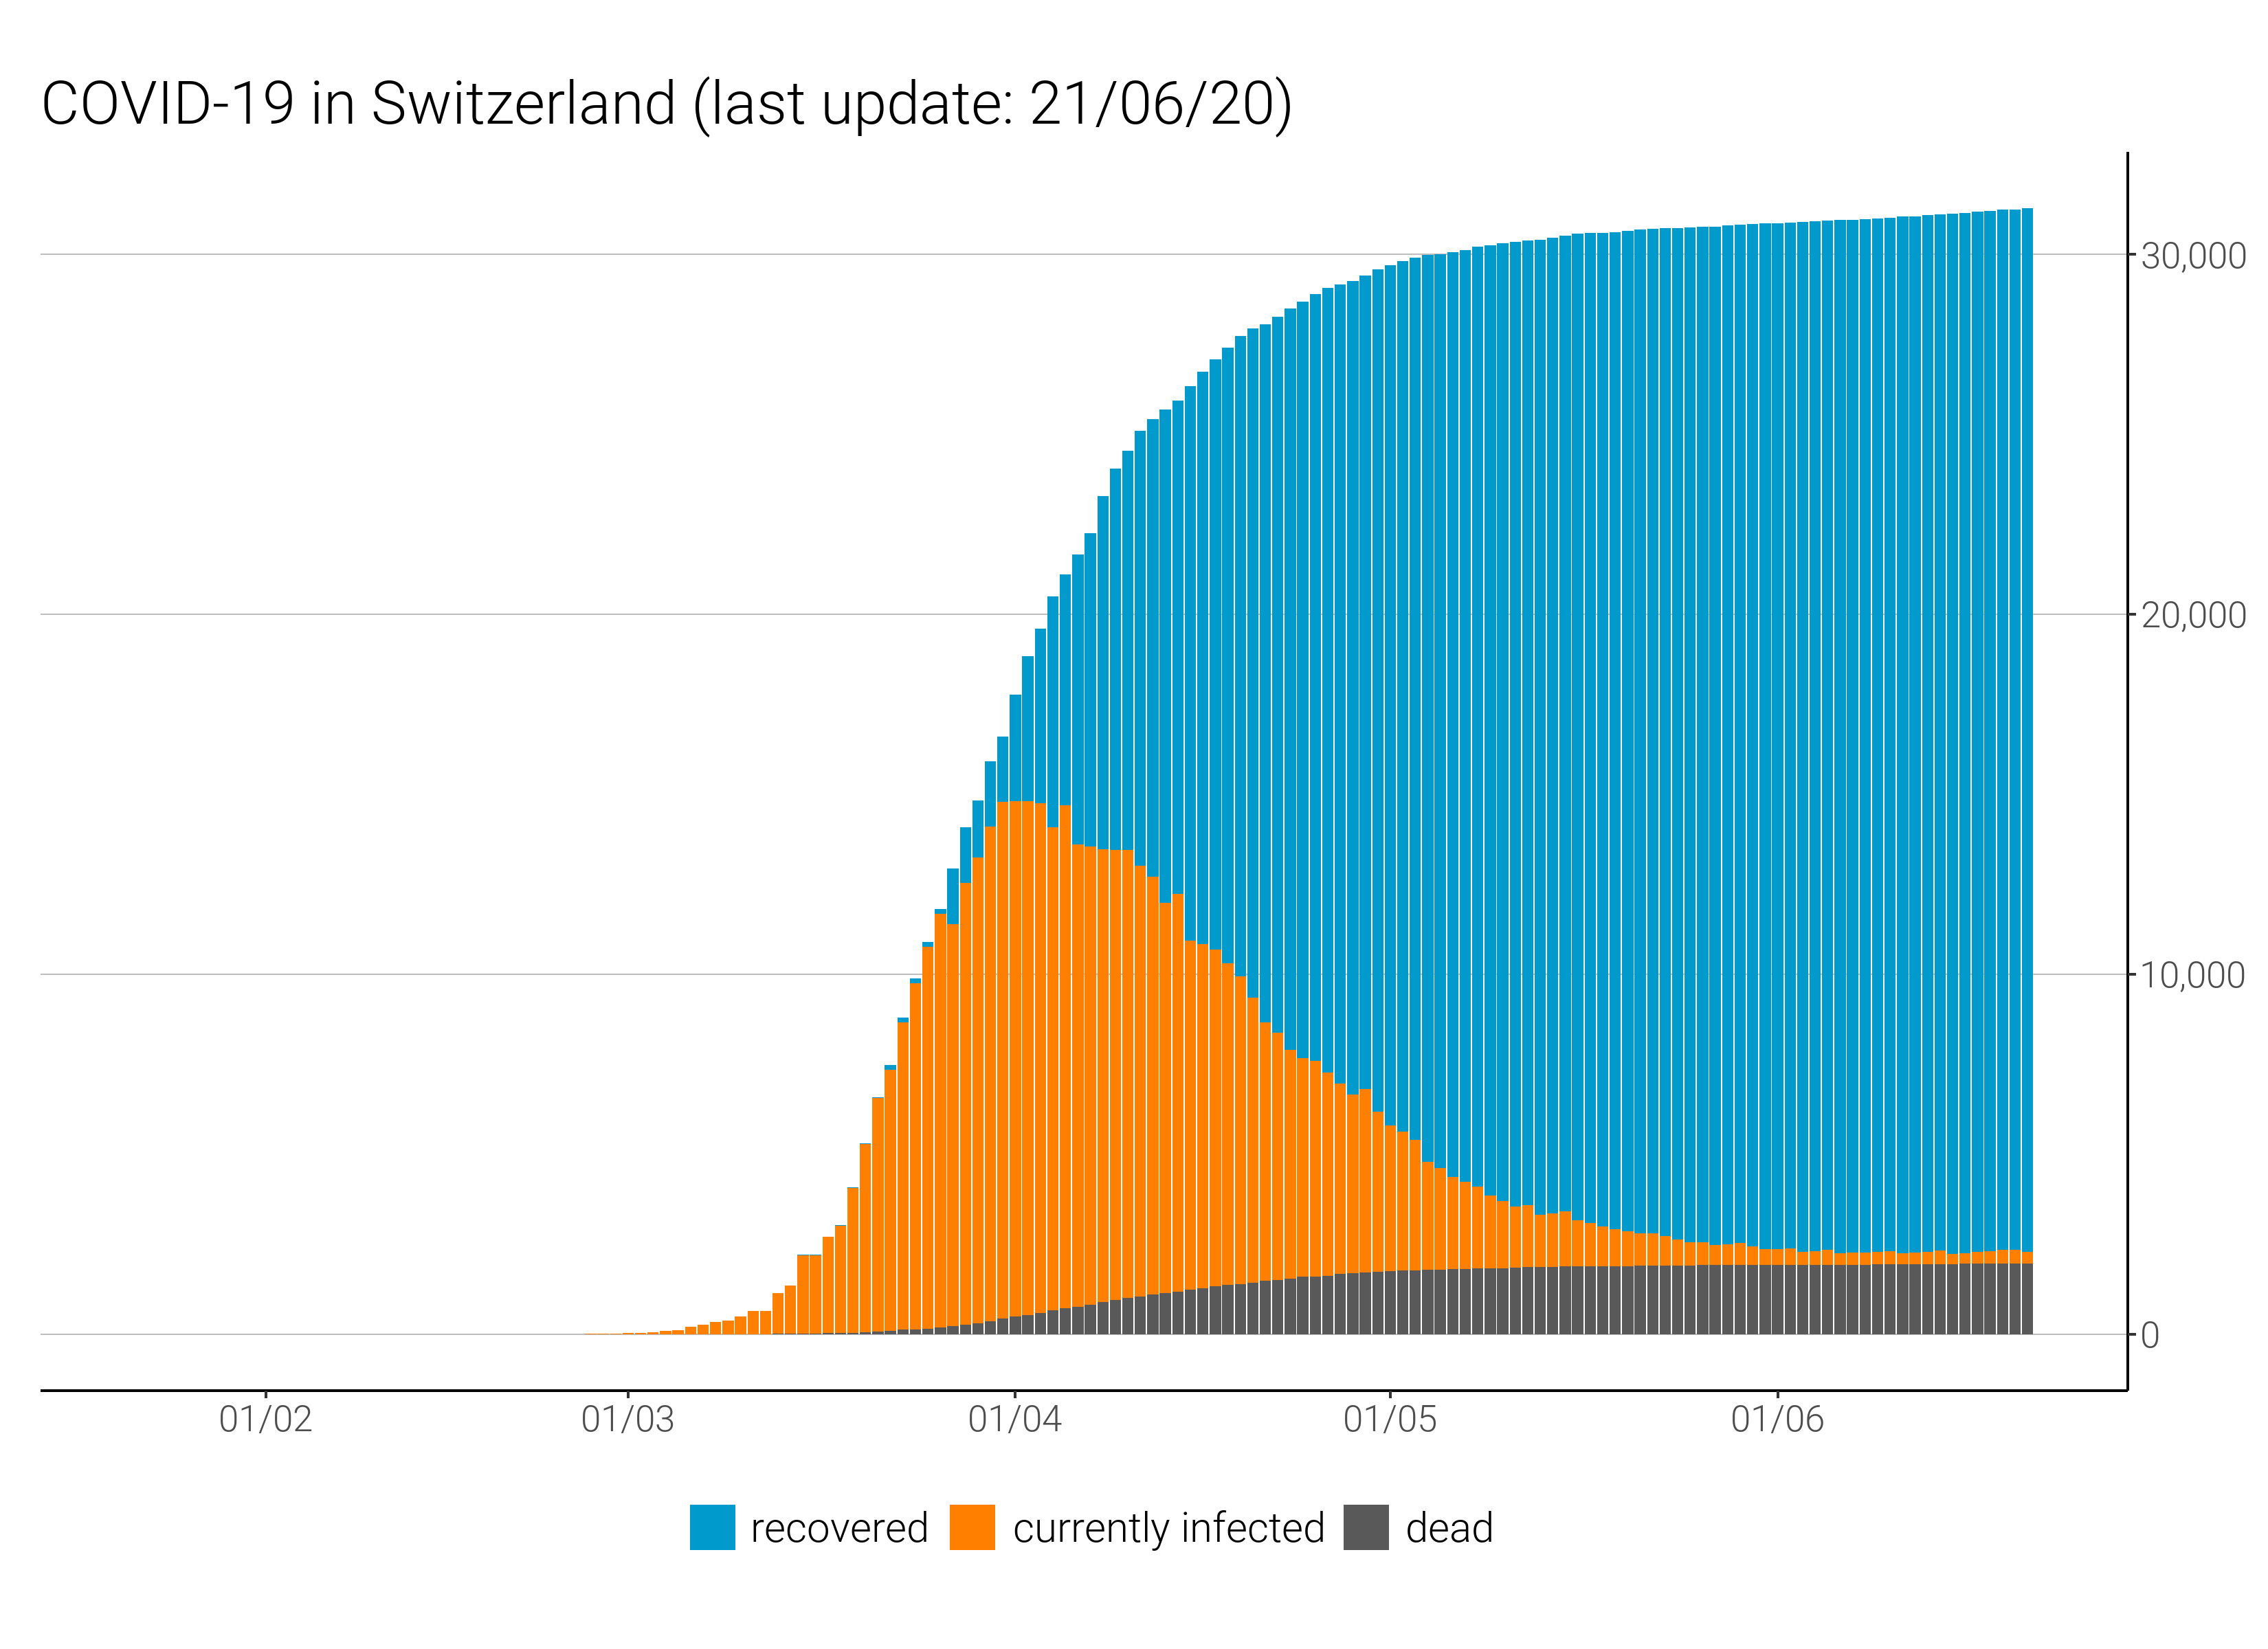 COVID-19 in Switzerland (last update: 21/06/20)
30,000
20,000
10,000
0
01/02 01/03 01/04 01/05 01/06
recovered currently infected dead